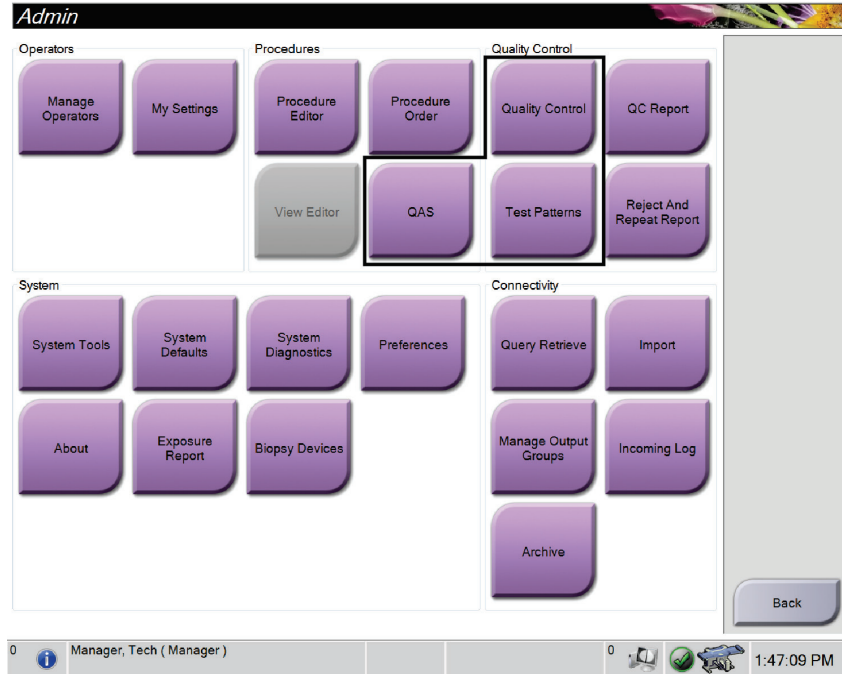 Admin
Operators
Manage
Operators
My Settings
Procedures
Procedure
Editor
Procedure
Order
View Editor
QAS
Quality Control
Quality Control
QC Report
Test Patterns
Reject And
Repeat Report
System
System Tools
System
Defaults
System
Diagnostics
Preferences
About
Exposure
Report
Biopsy Devices
Connectivity
Query Retrieve
Import
Manage Output
Groups
Incoming Log
Archive
Back
0
Manager, Tech ( Manager )
0
1:47:09 PM